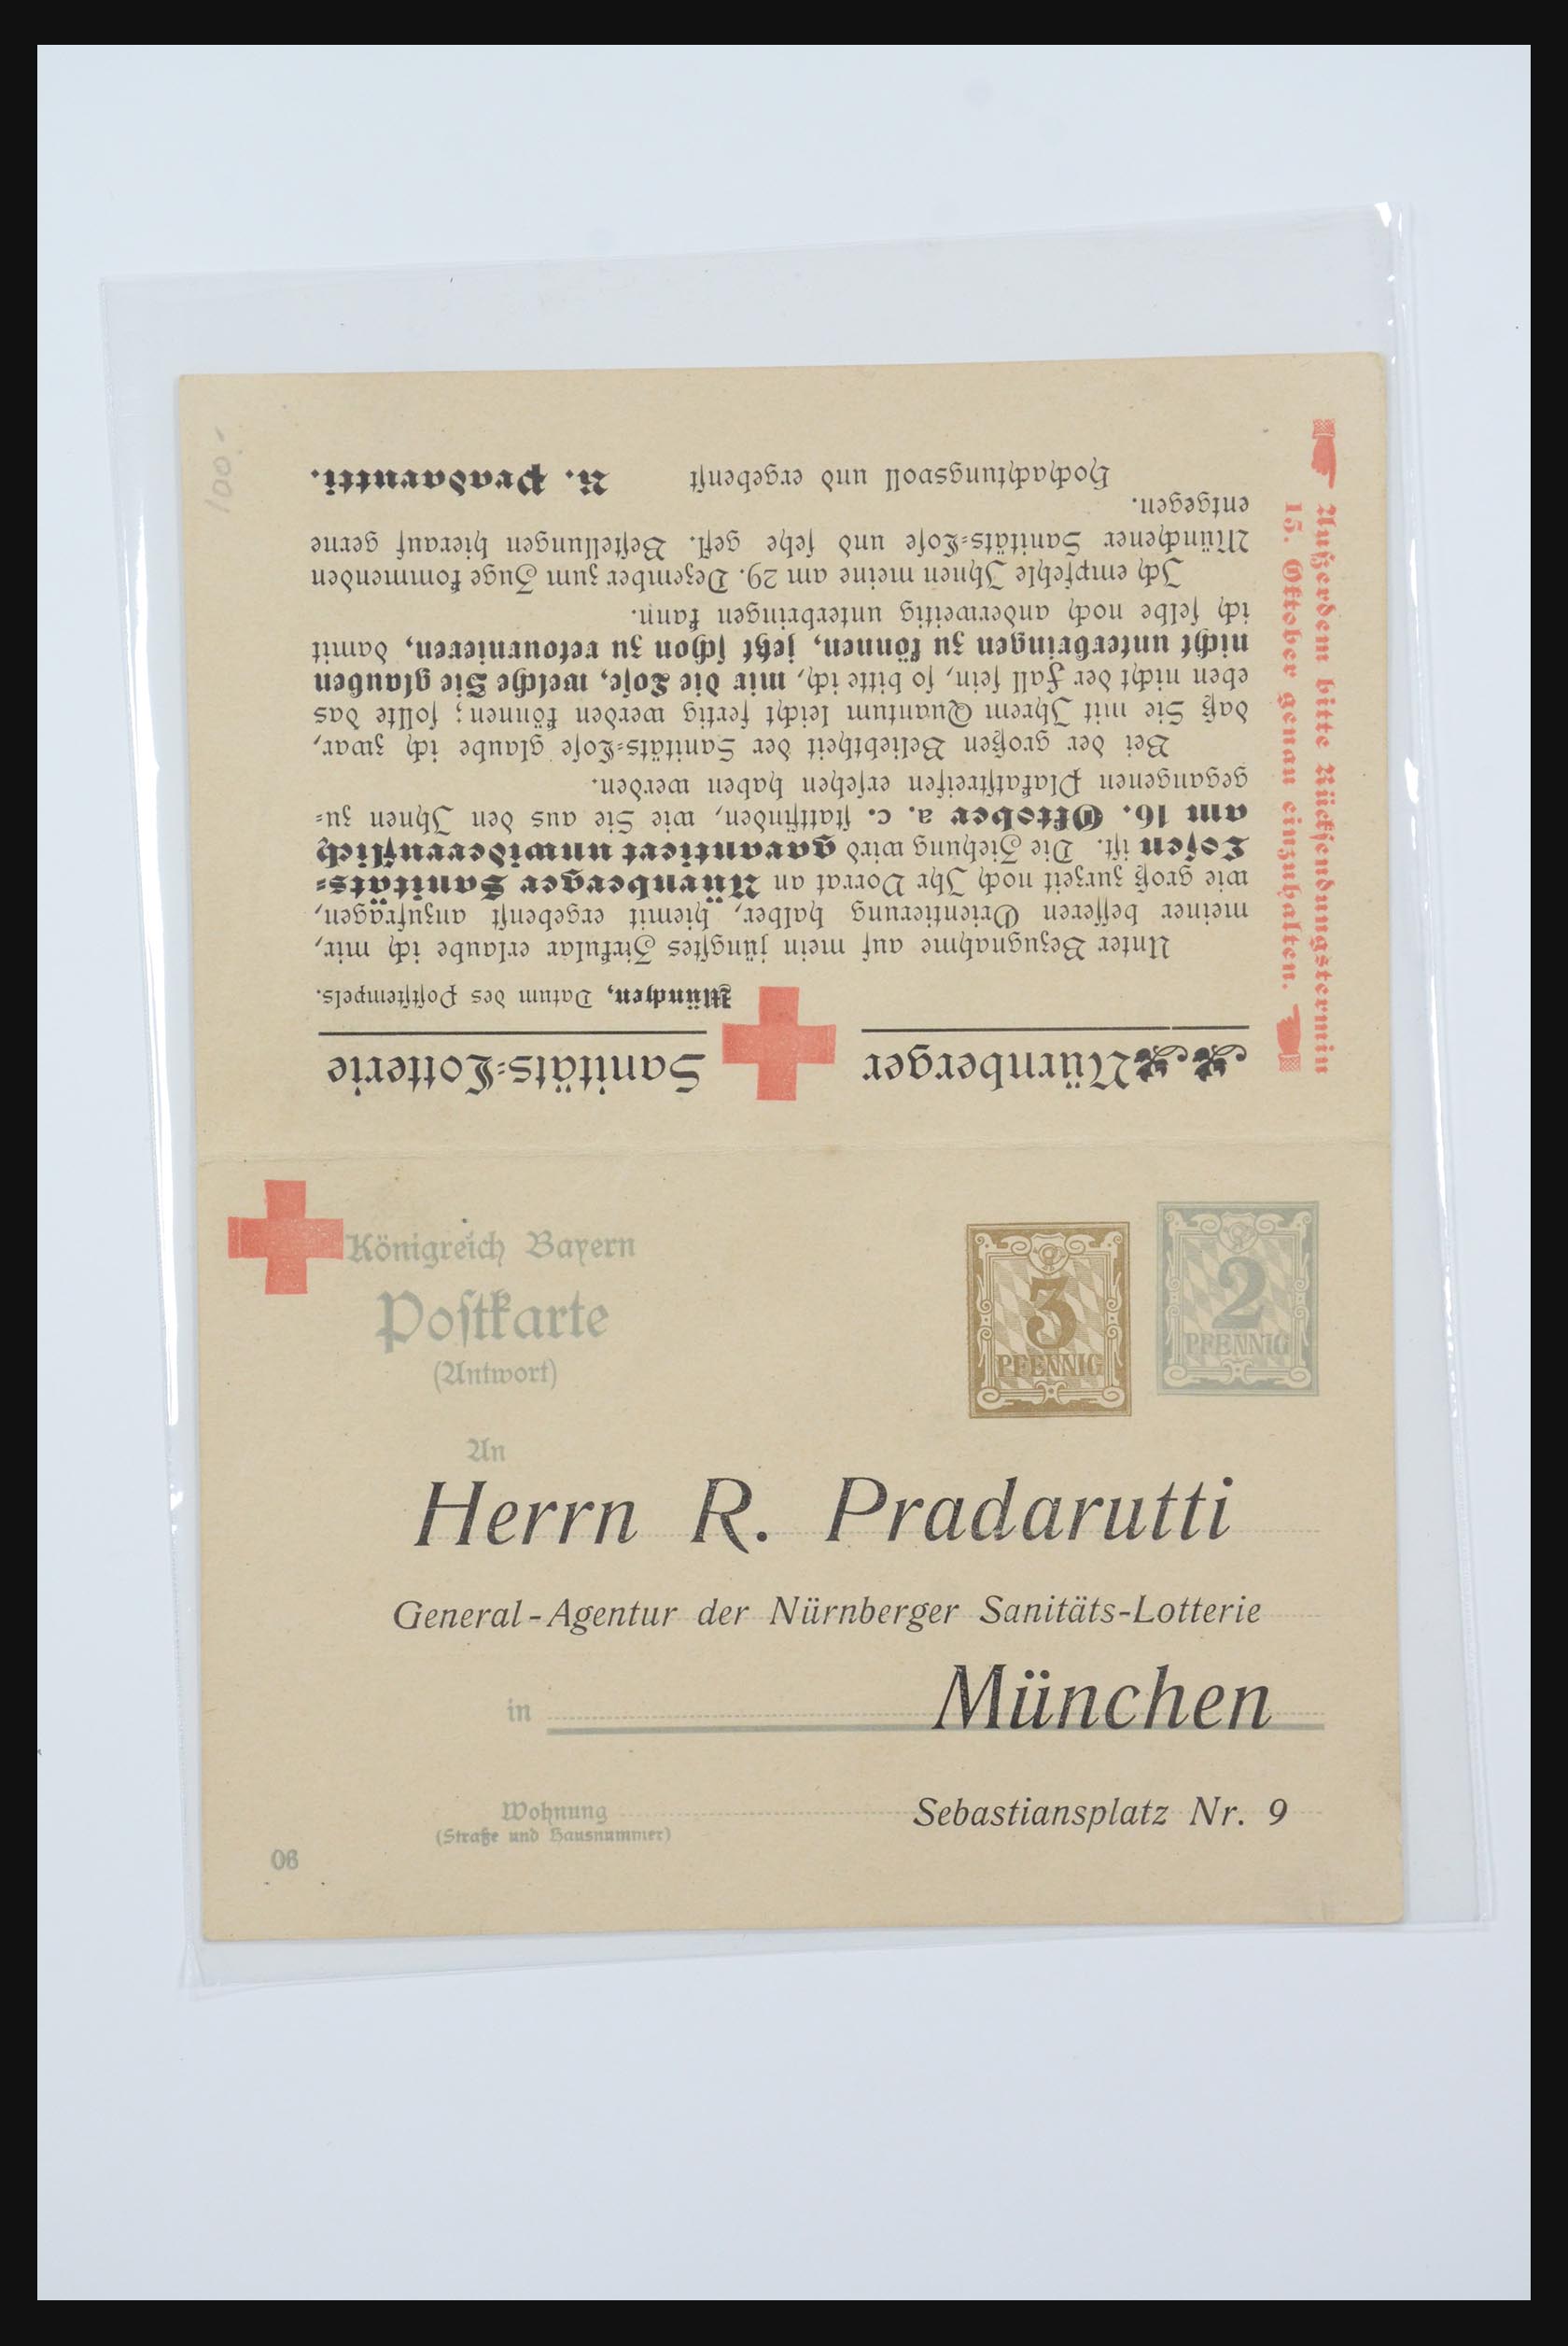 Nürnberger Sanitäts-Lotterie
München, Datum des Poststempels.
Unter Bezugnahme auf mein jüngstes Zirkular erlaube ich mir,
meiner besseren Orientierung halber, hiemit ergebenst anzufragen,
wie groß zurzeit noch Ihr Vorrat an Nürnberger Sanitäts-
Losen ist. Die Ziehung wird garantiert unwiderruflich
am 16. Oktober a. c. stattfinden, wie Sie aus den Ihnen zu-
gegangenen Plakatstreifen ersehen haben werden.
Bei der großen Beliebtheit der Sanitäts-Lose glaube ich zwar,
daß Sie mit Ihrem Quantum leicht fertig werden können; sollte das
eben nicht der Fall sein, so bitte ich, mir die Lose, welche Sie glauben
nicht unterbringen zu können, jetzt schon zu retournieren, damit
ich selbe noch anderweitig unterbringen kann.
Ich empfehle Ihnen meine am 29. Dezember zum Zuge kommenden
Münchener Sanitäts-Lose und sehe gefl. Bestellungen hierauf gerne
entgegen.
Hochachtungsvoll und ergebenst R. Pradarutti.
Außerdem bitte Rücksendungstermin
15. Oktober genau einzuhalten.
100.-
Königreich Bayern
Postkarte
(Antwort)
3
PFENNIG
2
PFENNIG
An
Herrn R. Pradarutti
General-Agentur der Nürnberger Sanitäts-Lotterie
in München
Wohnung Sebastiansplatz Nr. 9
(Straße und Hausnummer)
06